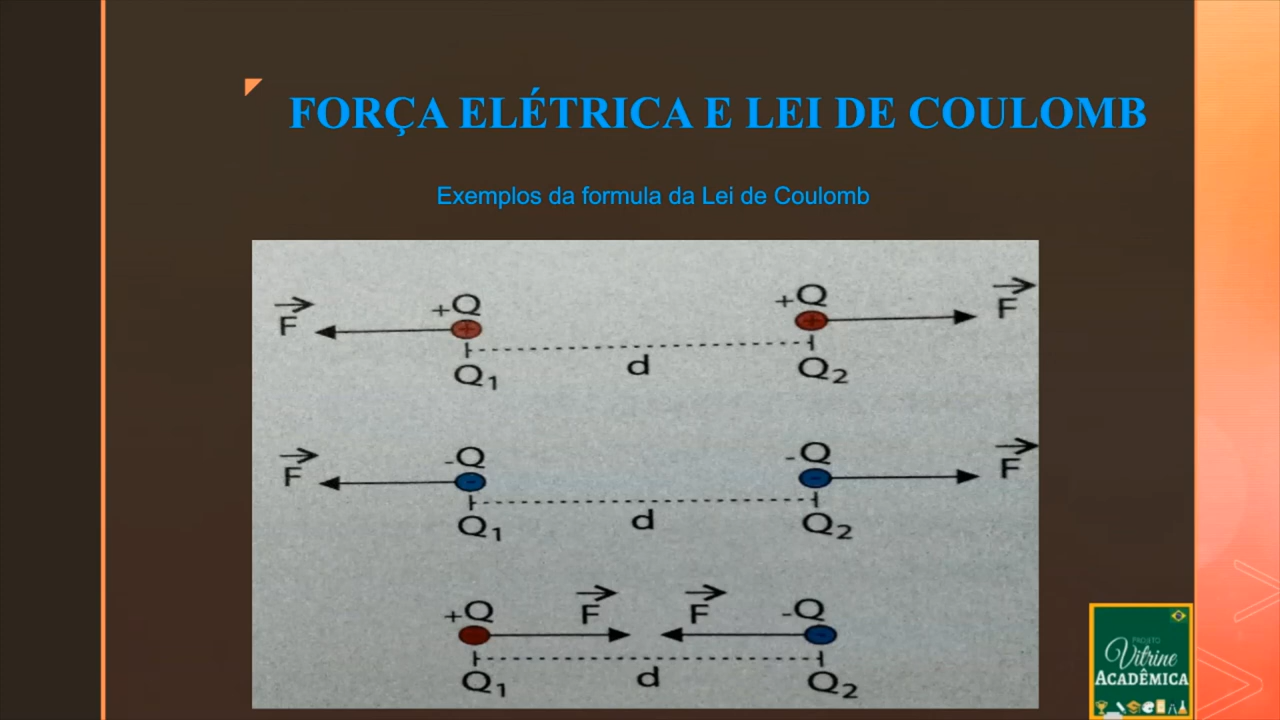 FORÇA ELÉTRICA E LEI DE COULOMB
Exemplos da formula da Lei de Coulomb
F +Q +Q F
Q1 d Q2
F -Q -Q F
Q1 d Q2
+Q F F -Q
Q1 d Q2
PROJETO
Vitrine
ACADÊMICA